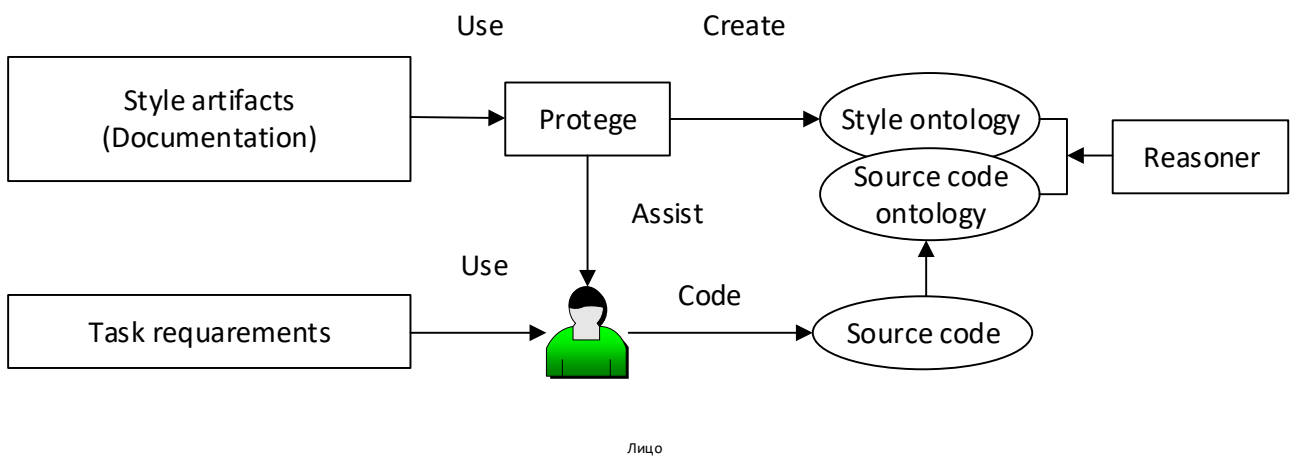 Use
Create
Style artifacts
(Documentation)
Protege
Style ontology
Reasoner
Source code
ontology
Assist
Use
Code
Task requarements
Source code
Лицо